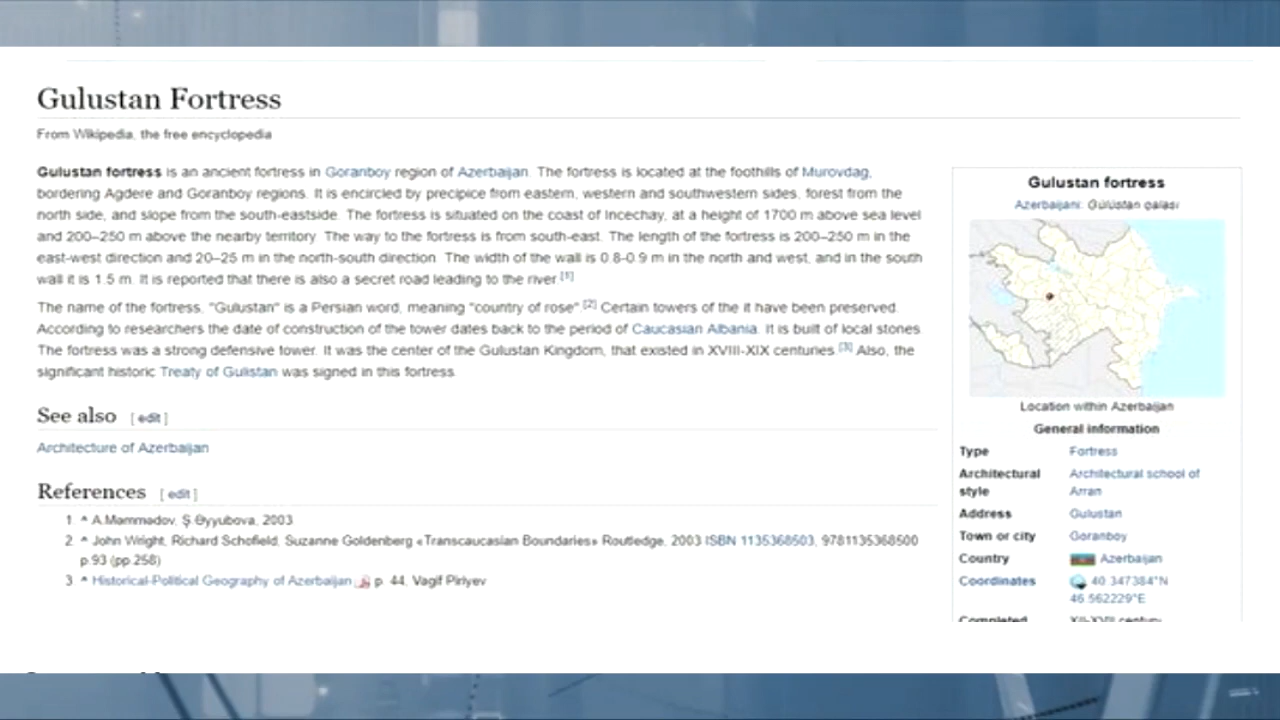 Gulustan Fortress
From Wikipedia, the free encyclopedia
Gulustan fortress is an ancient fortress in Goranboy region of Azerbaijan. The fortress is located at the foothills of Murovdag,
bordering Agdere and Goranboy regions. It is encircled by precipice from eastern, western and southwestern sides, forest from the
north side, and slope from the south-eastside. The fortress is situated on the coast of Incechay, at a height of 1700 m above sea level
and 200–250 m above the nearby territory. The way to the fortress is from south-east. The length of the fortress is 200–250 m in the
east-west direction and 20–25 m in the north-south direction. The width of the wall is 0.8-0.9 m in the north and west, and in the south
wall it is 1.5 m. It is reported that there is also a secret road leading to the river.[1]
The name of the fortress, "Gulustan" is a Persian word, meaning "country of rose".[2] Certain towers of the it have been preserved.
According to researchers the date of construction of the tower dates back to the period of Caucasian Albania. It is built of local stones.
The fortress was a strong defensive tower. It was the center of the Gulustan Kingdom, that existed in XVIII-XIX centuries.[3] Also, the
significant historic Treaty of Gulistan was signed in this fortress.
See also [ edit ]
Architecture of Azerbaijan
References [ edit ]
1 ^ A.Məmmədov, Ş.Əyyubova, 2003
2 ^ John Wright, Richard Schofield, Suzanne Goldenberg «Transcaucasian Boundaries» Routledge, 2003 ISBN 1135368503, 9781135368500
p.93 (pp.258)
3 ^ Historical-Political Geography of Azerbaijan p. 44, Vagif Piriyev
Gulustan fortress
Azerbaijani: Gülüstan qalası
Location within Azerbaijan
General information
Type Fortress
Architectural style Architectural school of Arran
Address Gulustan
Town or city Goranboy
Country Azerbaijan
Coordinates 40.347384°N
46.562229°E
Completed XII-XVIII century